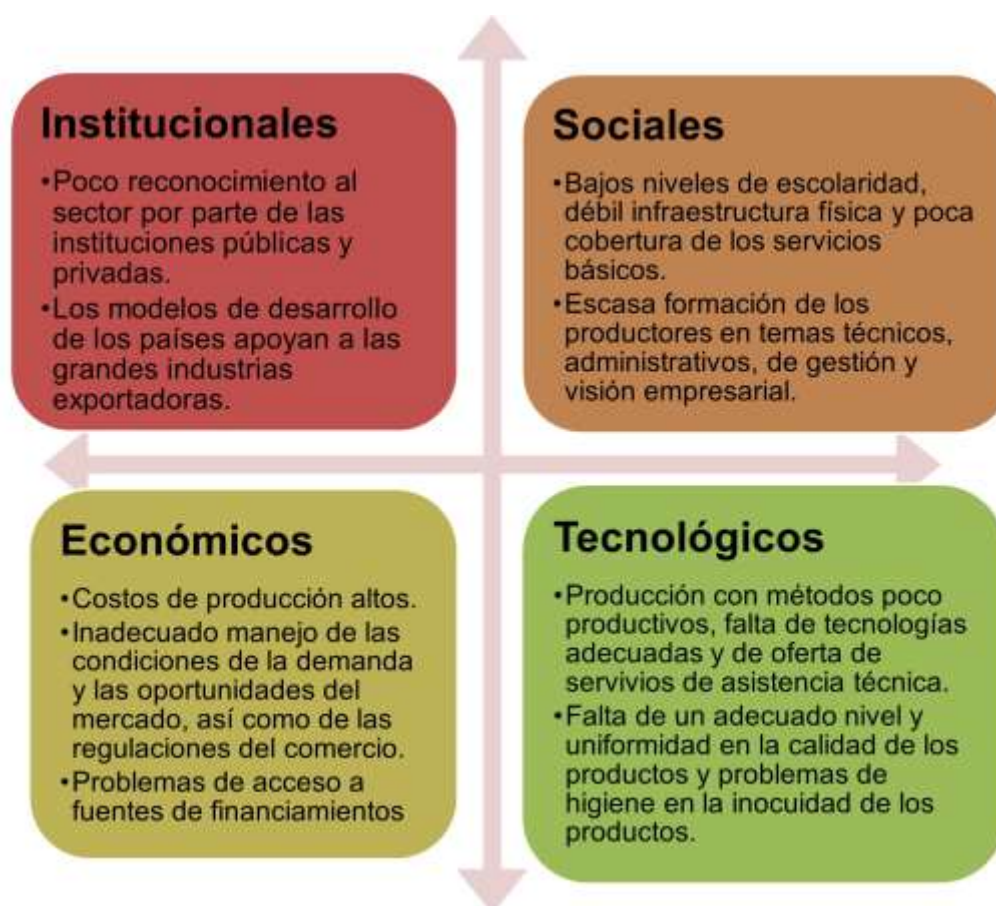 Institucionales
•Poco reconocimiento al
sector por parte de las
instituciones públicas y
privadas.
•Los modelos de desarrollo
de los países apoyan a las
grandes industrias
exportadoras.
Sociales
•Bajos niveles de escolaridad,
débil infraestructura física y poca
cobertura de los servicios
básicos.
•Escasa formación de los
productores en temas técnicos,
administrativos, de gestión y
visión empresarial.
Económicos
•Costos de producción altos.
•Inadecuado manejo de las
condiciones de la demanda
y las oportunidades del
mercado, así como de las
regulaciones del comercio.
•Problemas de acceso a
fuentes de financiamientos
Tecnológicos
•Producción con métodos poco
productivos, falta de tecnologías
adecuadas y de oferta de
servivios de asistencia técnica.
•Falta de un adecuado nivel y
uniformidad en la calidad de los
productos y problemas de
higiene en la inocuidad de los
productos.